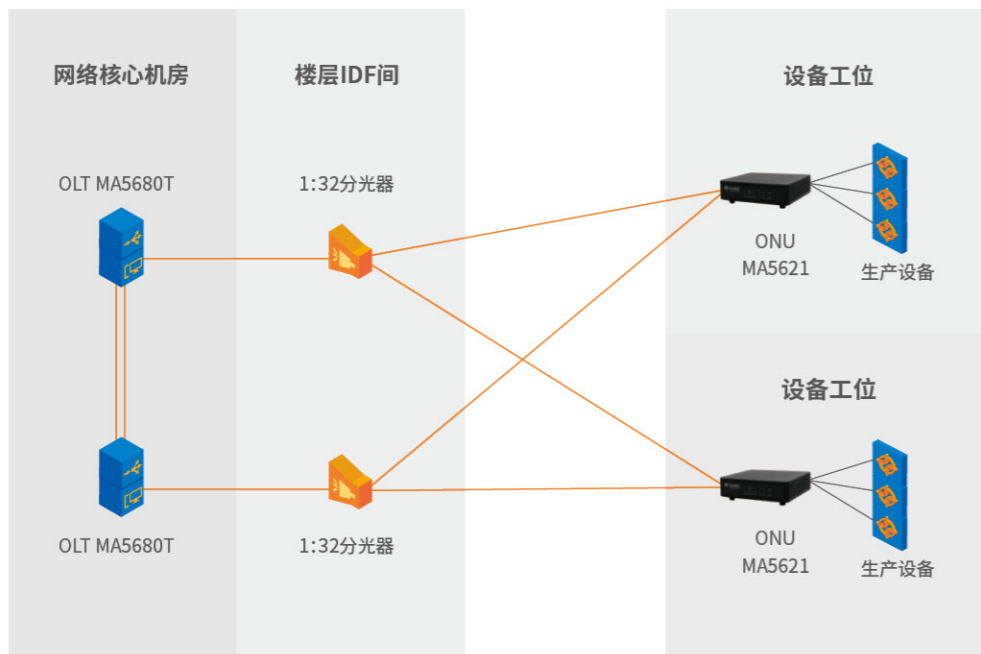 网络核心机房
楼层IDF间
设备工位
OLT MA5680T
1:32分光器
ONU
MA5621
生产设备
设备工位
OLT MA5680T
1:32分光器
ONU
MA5621
生产设备